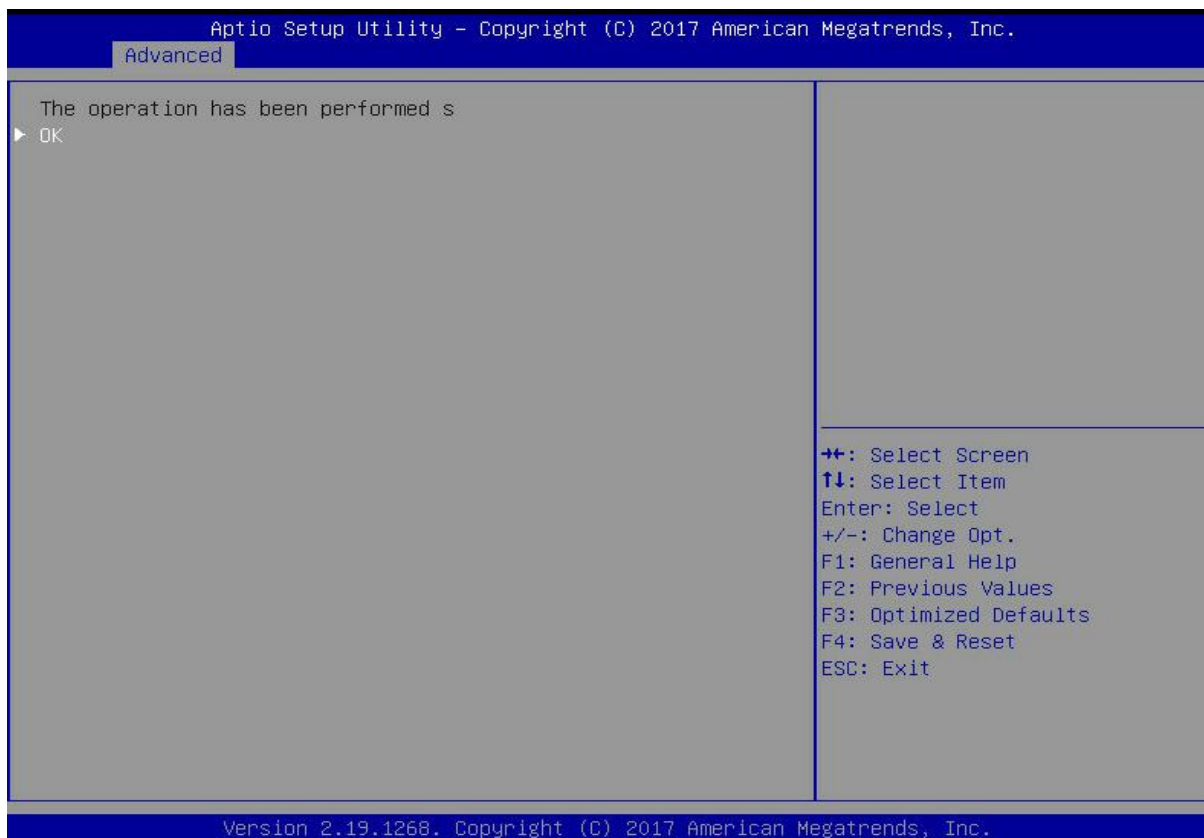 Aptio Setup Utility – Copyright (C) 2017 American Megatrends, Inc.
Advanced
The operation has been performed s
▶ OK
→←: Select Screen
↑↓: Select Item
Enter: Select
+/-: Change Opt.
F1: General Help
F2: Previous Values
F3: Optimized Defaults
F4: Save & Reset
ESC: Exit
Version 2.19.1268. Copyright (C) 2017 American Megatrends, Inc.